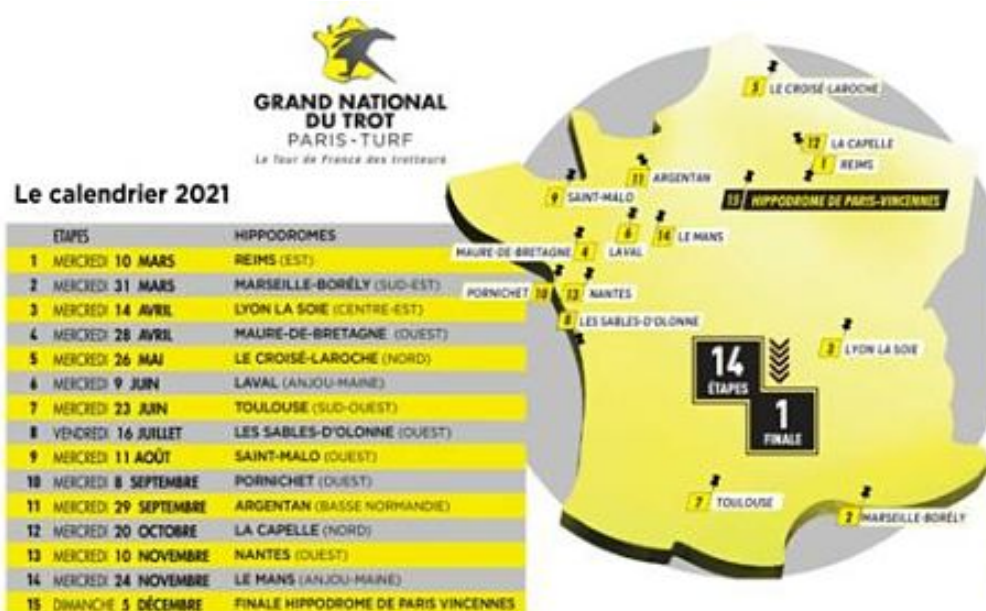 GRAND NATIONAL
DU TROT
PARIS-TURF
Le Tour de France des trotteurs
Le calendrier 2021
ETAPES HIPPODROMES
1 MERCREDI 10 MARS REIMS (EST)
2 MERCREDI 31 MARS MARSEILLE-BORÉLY (SUD-EST)
3 MERCREDI 14 AVRIL LYON LA SOIE (CENTRE-EST)
4 MERCREDI 28 AVRIL MAURE-DE-BRETAGNE (OUEST)
5 MERCREDI 26 MAI LE CROISÉ-LAROCHE (NORD)
6 MERCREDI 9 JUIN LAVAL (ANJOU-MAINE)
7 MERCREDI 23 JUIN TOULOUSE (SUD-OUEST)
8 VENDREDI 16 JUILLET LES SABLES-D'OLONNE (OUEST)
9 MERCREDI 11 AOÛT SAINT-MALO (OUEST)
10 MERCREDI 8 SEPTEMBRE PORNICHET (OUEST)
11 MERCREDI 29 SEPTEMBRE ARGENTAN (BASSE NORMANDIE)
12 MERCREDI 20 OCTOBRE LA CAPELLE (NORD)
13 MERCREDI 10 NOVEMBRE NANTES (OUEST)
14 MERCREDI 24 NOVEMBRE LE MANS (ANJOU-MAINE)
15 DIMANCHE 5 DÉCEMBRE FINALE HIPPODROME DE PARIS VINCENNES
5 LE CROISÉ-LAROCHE
12 LA CAPELLE
1 REIMS
11 ARGENTAN
9 SAINT-MALO
15 HIPPODROME DE PARIS-VINCENNES
6 LAVAL
14 LE MANS
MAURE-DE-BRETAGNE 4
PORNICHET 10
13 NANTES
8 LES SABLES-D'OLONNE
3 LYON LA SOIE
14
ÉTAPES
1
FINALE
7 TOULOUSE
2 MARSEILLE-BORÉLY